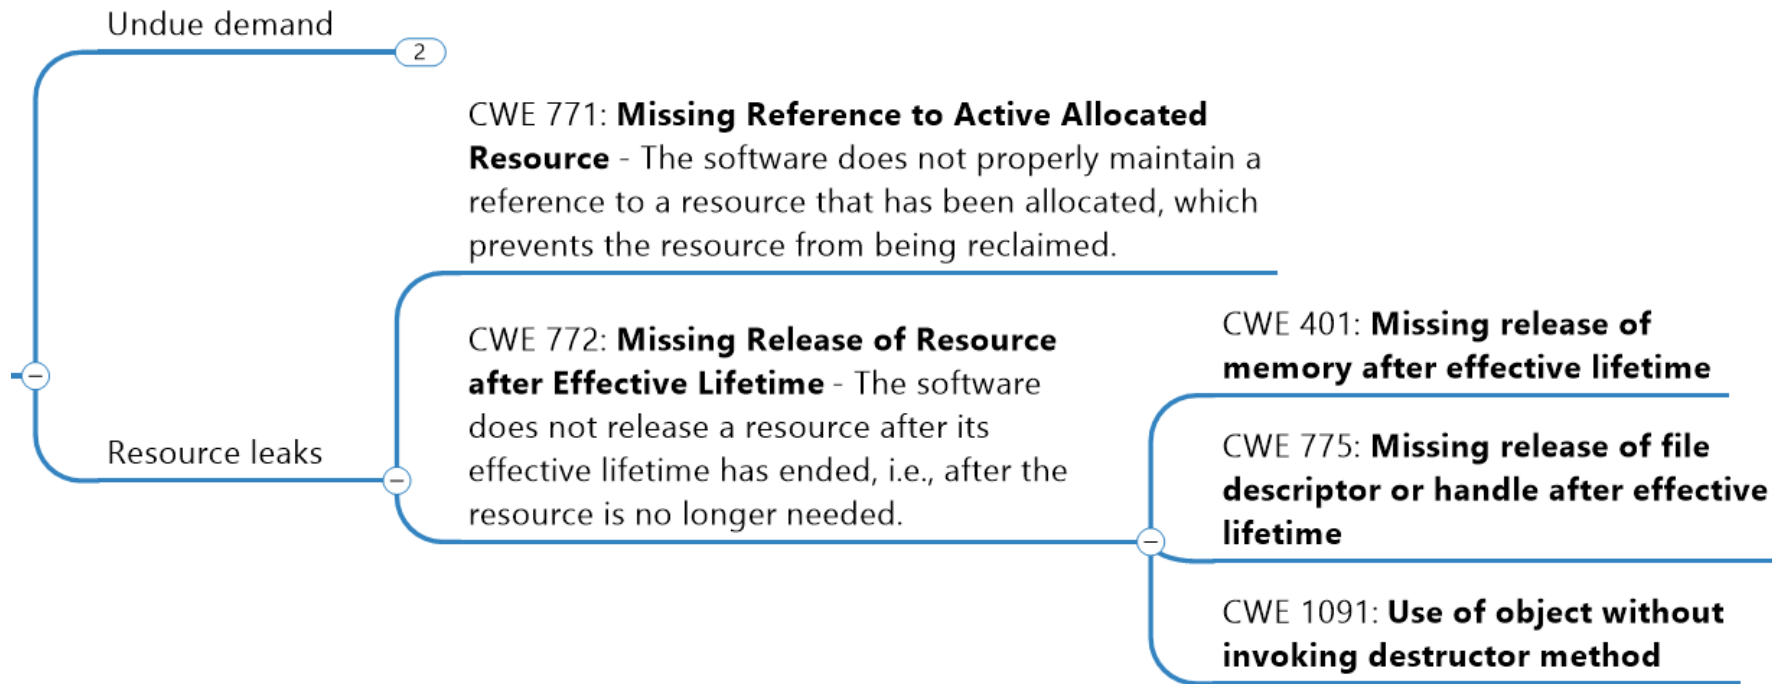 Undue demand
2
CWE 771: Missing Reference to Active Allocated
Resource - The software does not properly maintain a
reference to a resource that has been allocated, which
prevents the resource from being reclaimed.
Resource leaks
CWE 772: Missing Release of Resource
after Effective Lifetime - The software
does not release a resource after its
effective lifetime has ended, i.e., after the
resource is no longer needed.
CWE 401: Missing release of
memory after effective lifetime
CWE 775: Missing release of file
descriptor or handle after effective
lifetime
CWE 1091: Use of object without
invoking destructor method